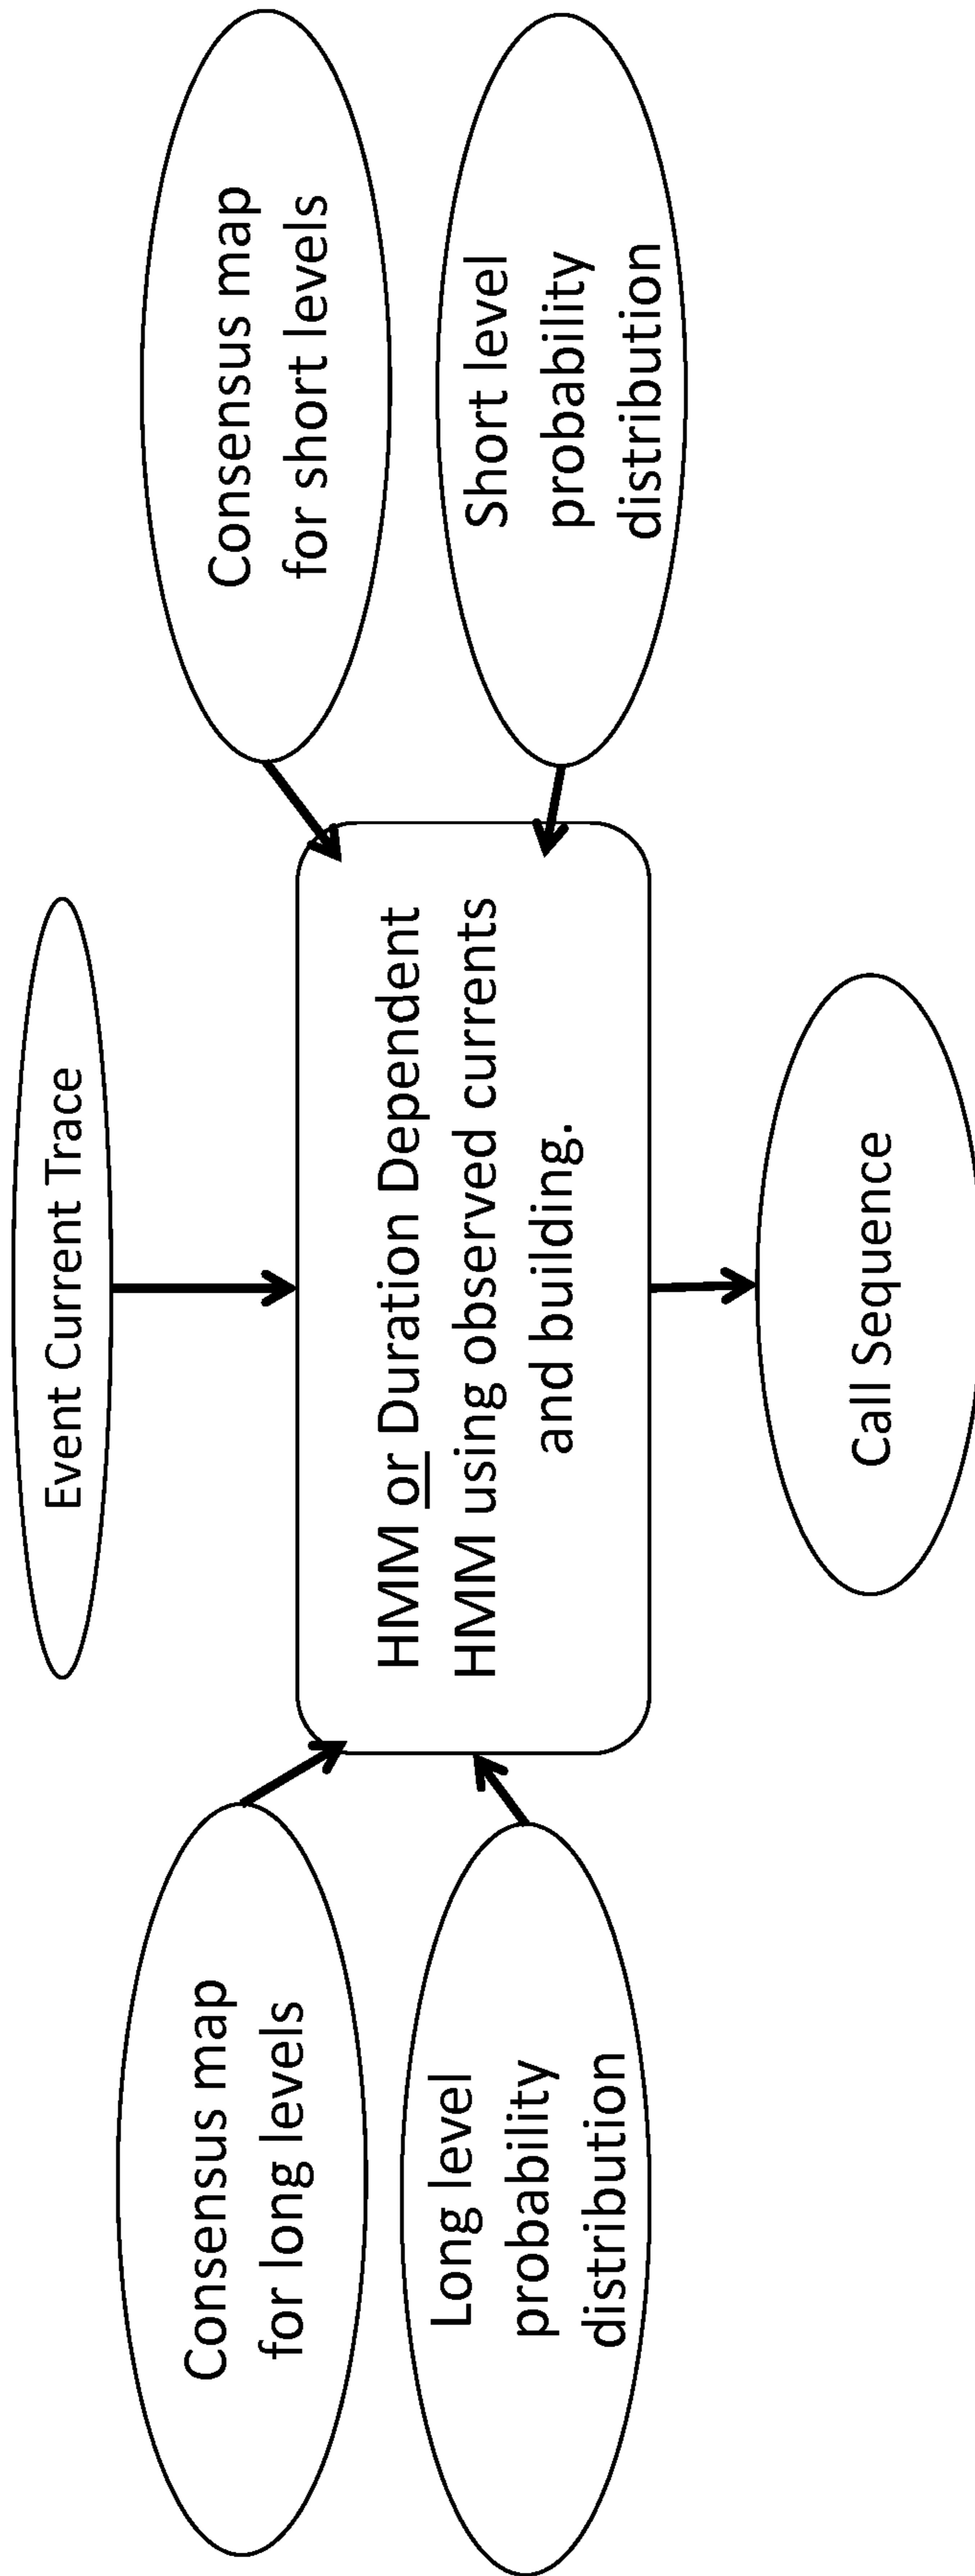 Event Current Trace
Consensus map
for long levels
Long level
probability
distribution
HMM or Duration Dependent
HMM using observed currents
and building.
Consensus map
for short levels
Short level
probability
distribution
Call Sequence